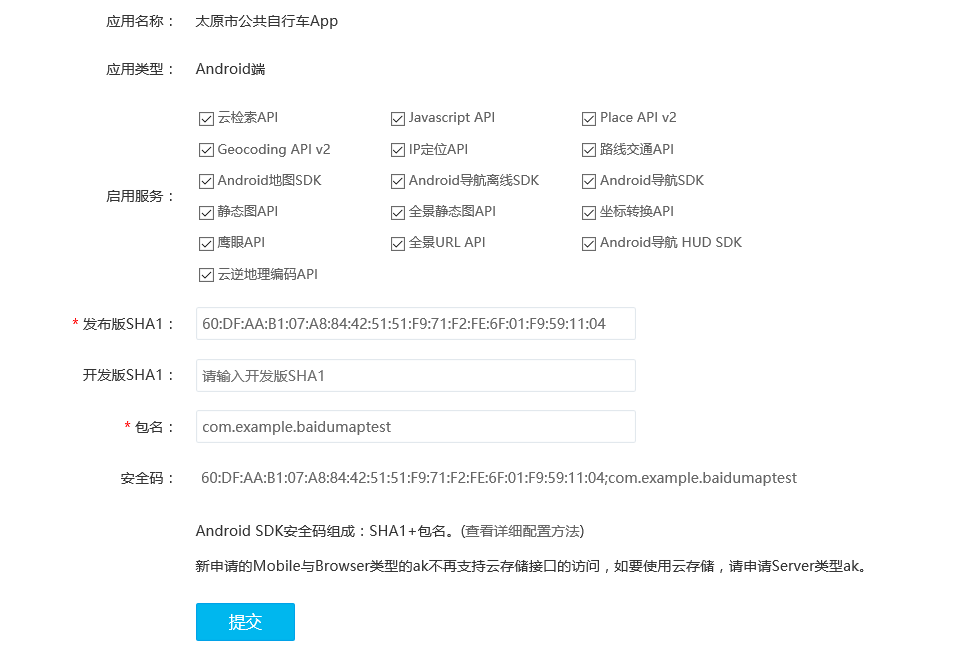 应用名称： 太原市公共自行车App
应用类型： Android端
云检索API Javascript API Place API v2
Geocoding API v2 IP定位API 路线交通API
Android地图SDK Android导航离线SDK Android导航SDK
启用服务：
静态图API 全景静态图API 坐标转换API
鹰眼API 全景URL API Android导航 HUD SDK
云逆地理编码API
* 发布版SHA1： 60:DF:AA:B1:07:A8:84:42:51:51:F9:71:F2:FE:6F:01:F9:59:11:04
开发版SHA1： 请输入开发版SHA1
* 包名： com.example.baidumaptest
安全码： 60:DF:AA:B1:07:A8:84:42:51:51:F9:71:F2:FE:6F:01:F9:59:11:04;com.example.baidumaptest
Android SDK安全码组成：SHA1+包名。(查看详细配置方法)
新申请的Mobile与Browser类型的ak不再支持云存储接口的访问，如要使用云存储，请申请Server类型ak。
提交